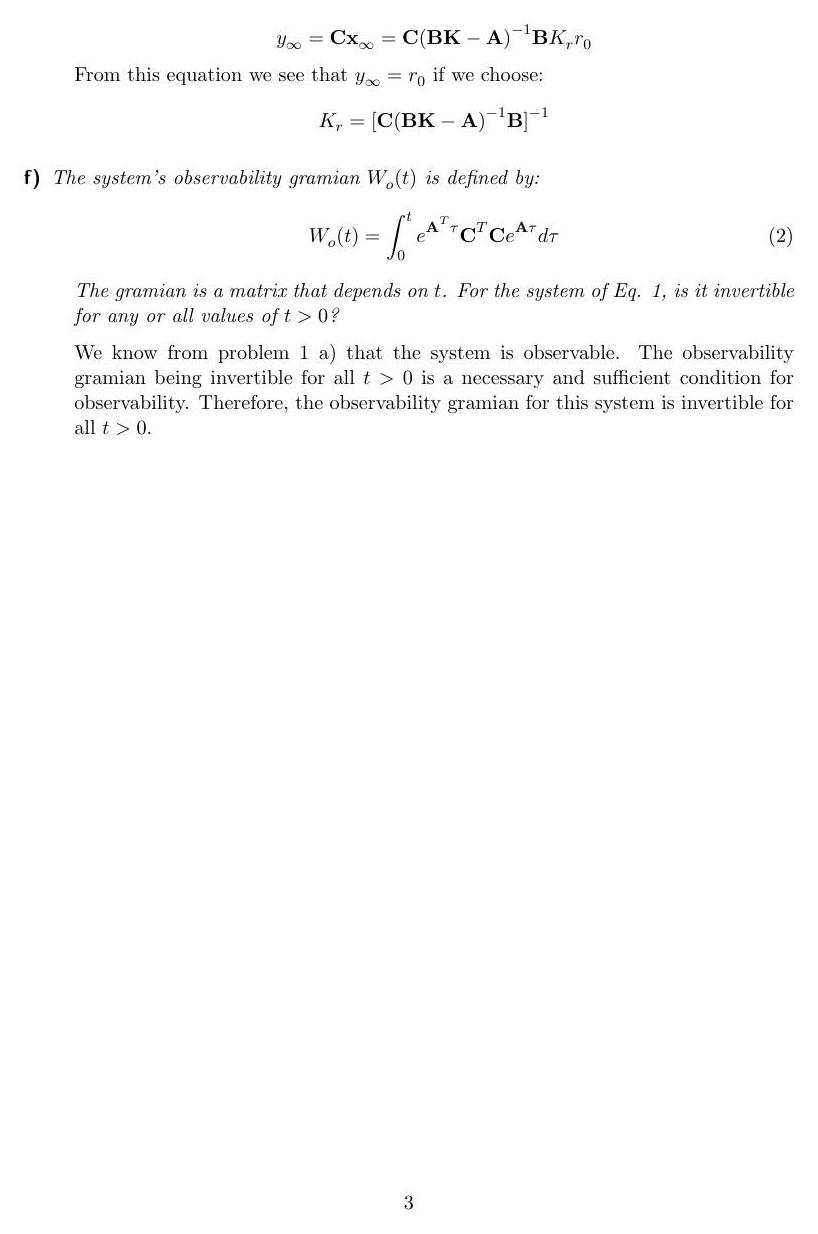 y∞ = Cx∞ = C(BK − A)⁻¹BKᵣr₀
From this equation we see that y∞ = r₀ if we choose:
Kᵣ = [C(BK − A)⁻¹B]⁻¹
f) The system's observability gramian Wₒ(t) is defined by:
Wₒ(t) = ∫₀ᵗ e^{Aᵀτ}CᵀCe^{Aτ}dτ (2)
The gramian is a matrix that depends on t. For the system of Eq. 1, is it invertible
for any or all values of t > 0?
We know from problem 1 a) that the system is observable. The observability
gramian being invertible for all t > 0 is a necessary and sufficient condition for
observability. Therefore, the observability gramian for this system is invertible for
all t > 0.
3